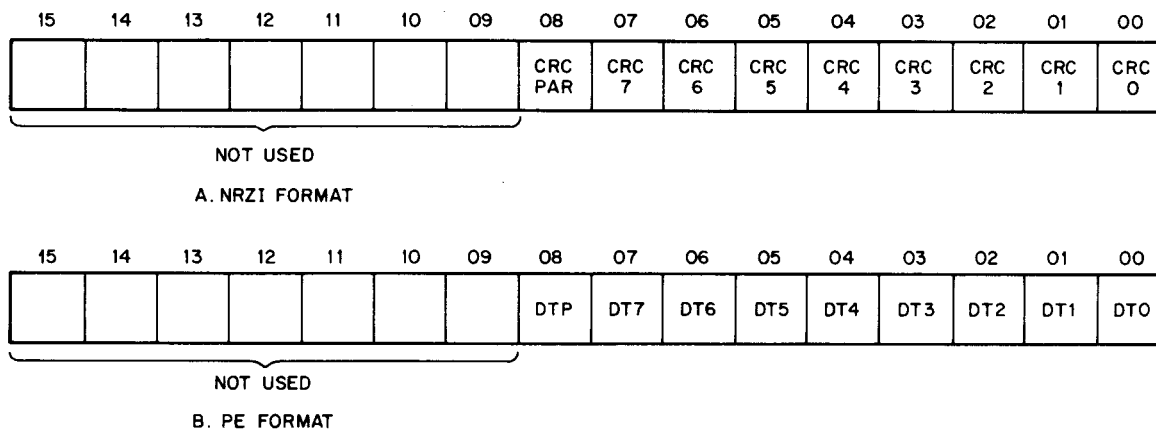 15 14 13 12 11 10 09 08 07 06 05 04 03 02 01 00
CRC PAR CRC 7 CRC 6 CRC 5 CRC 4 CRC 3 CRC 2 CRC 1 CRC 0
NOT USED
A. NRZI FORMAT
15 14 13 12 11 10 09 08 07 06 05 04 03 02 01 00
DTP DT7 DT6 DT5 DT4 DT3 DT2 DT1 DT0
NOT USED
B. PE FORMAT